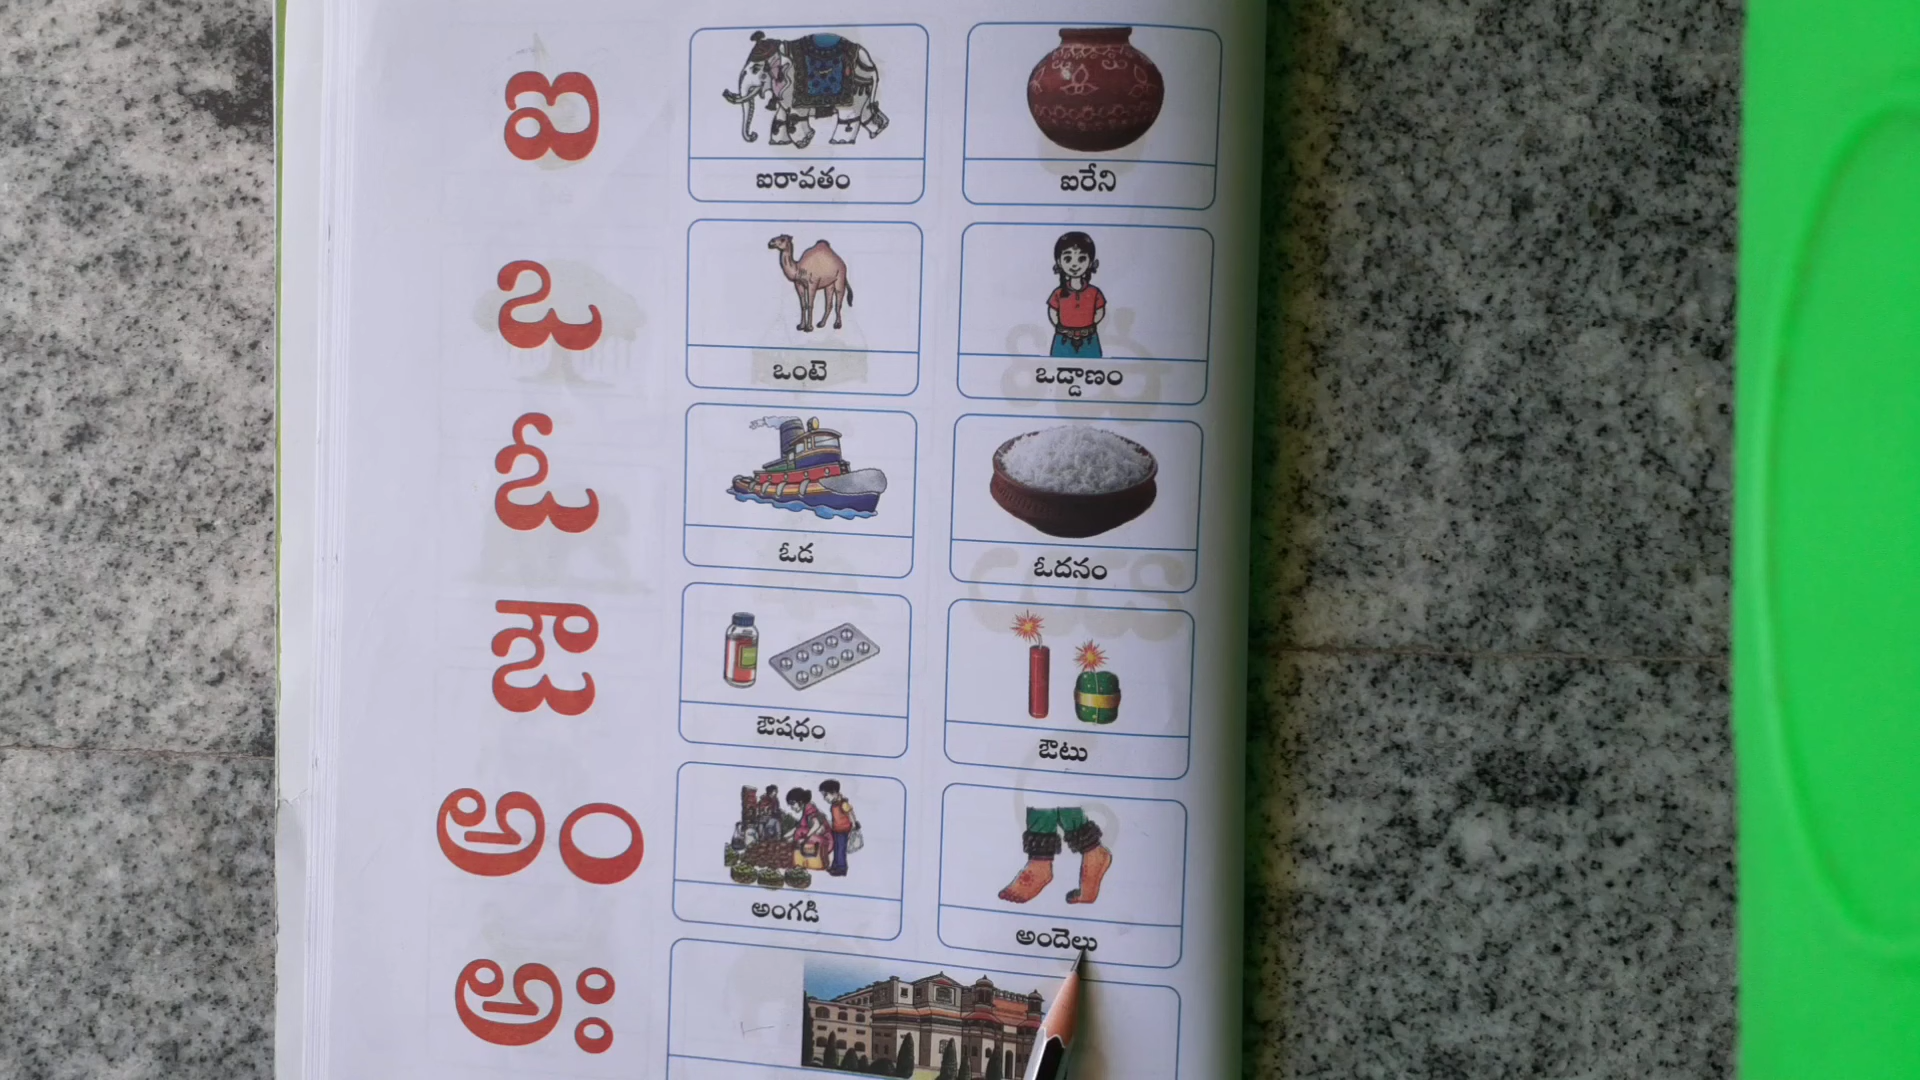 ఐ
ఐరావతం ఐరేని
ఒ
ఒంటె ఒడ్డాణం
ఓ
ఓడ ఓదనం
ఔ
ఔషధం ఔటు
అం
అంగడి అందెలు
అః